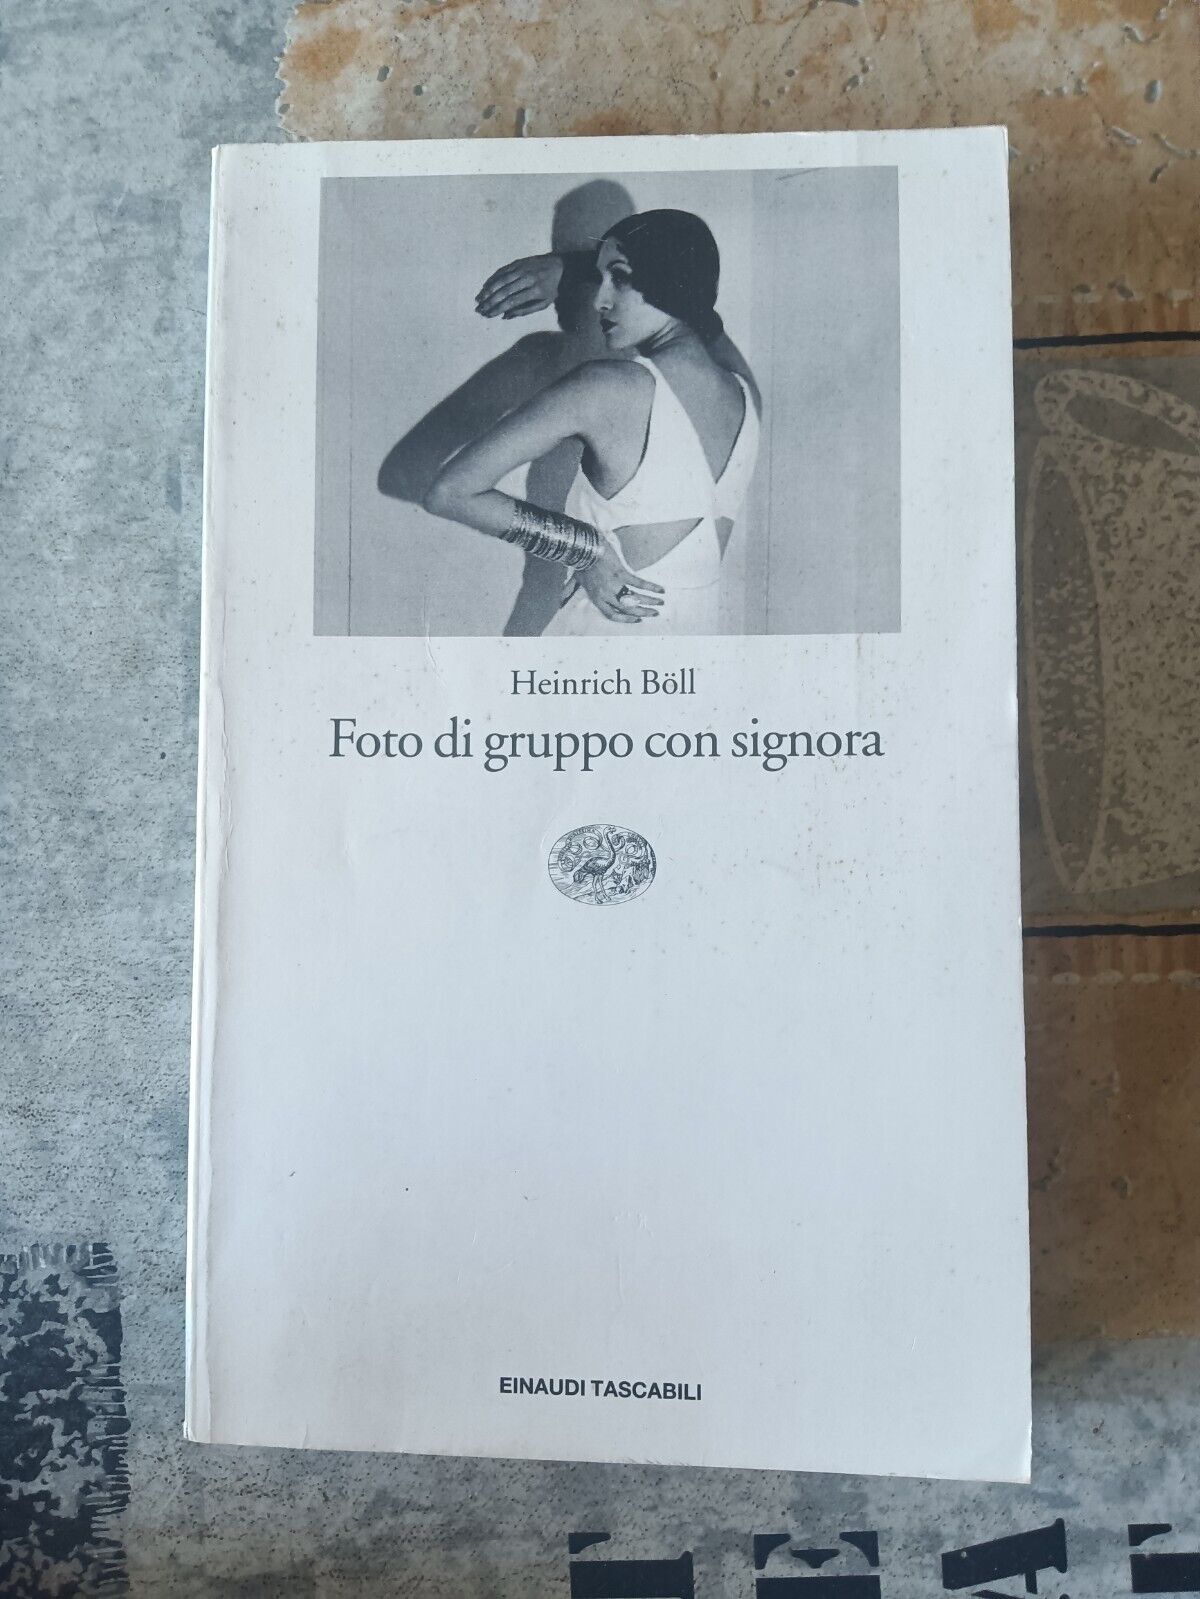 Heinrich Böll
Foto di gruppo con signora
EINAUDI TASCABILI